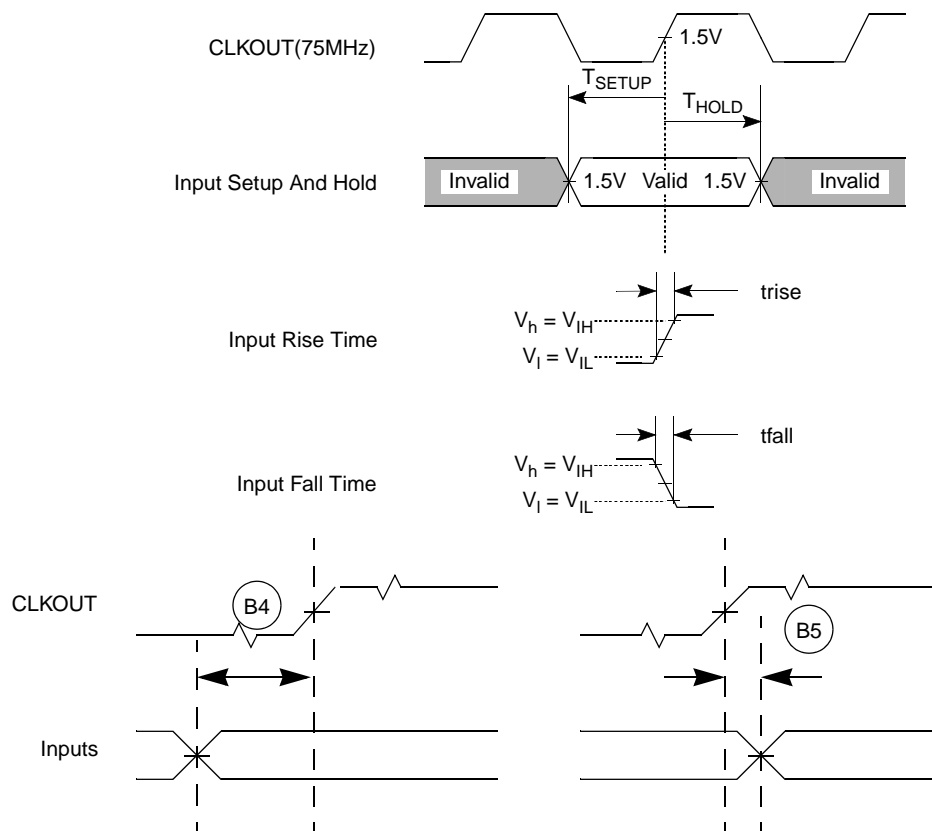 CLKOUT(75MHz)
1.5V
TSETUP
THOLD
Input Setup And Hold
Invalid
1.5V Valid 1.5V
Invalid
trise
Input Rise Time
Vh = VIH
Vl = VIL
tfall
Input Fall Time
Vh = VIH
Vl = VIL
CLKOUT
B4
B5
Inputs